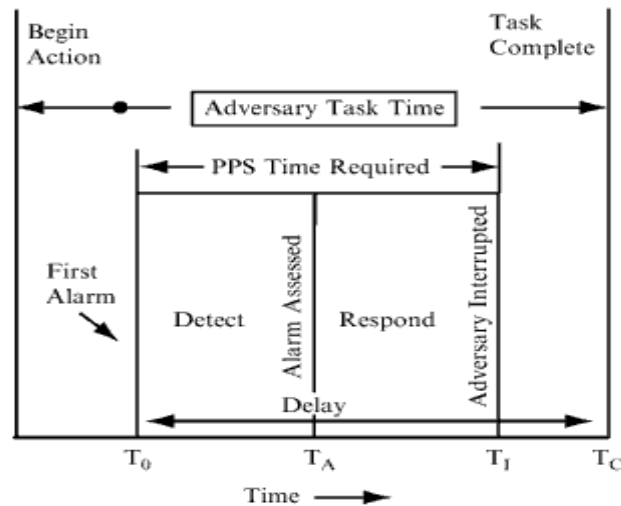 Begin
Action
Task
Complete
Adversary Task Time
PPS Time Required
First
Alarm
Detect
Alarm Assessed
Respond
Adversary Interrupted
Delay
T0
TA
TI
TC
Time